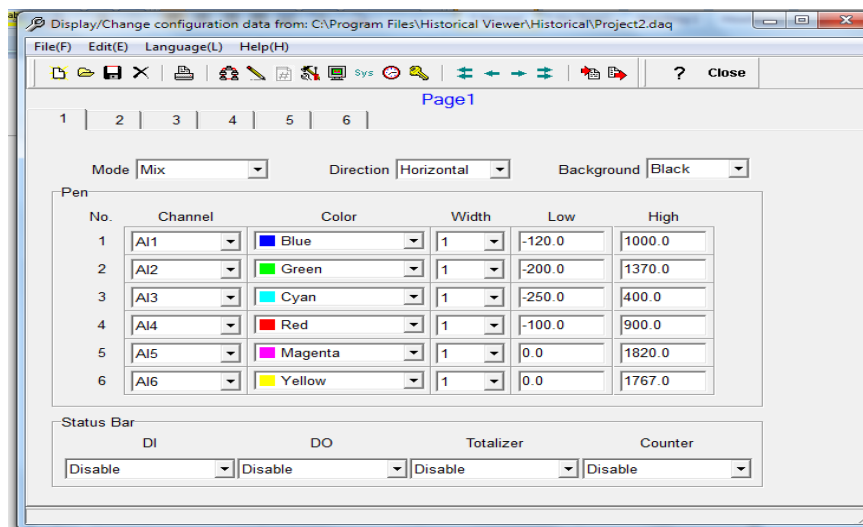 Display/Change configuration data from: C:\Program Files\Historical Viewer\Historical\Project2.daq
File(F) Edit(E) Language(L) Help(H)
Sys ? Close
Page1
1 2 3 4 5 6
Mode Mix Direction Horizontal Background Black
Pen
No. Channel Color Width Low High
1 AI1 Blue 1 -120.0 1000.0
2 AI2 Green 1 -200.0 1370.0
3 AI3 Cyan 1 -250.0 400.0
4 AI4 Red 1 -100.0 900.0
5 AI5 Magenta 1 0.0 1820.0
6 AI6 Yellow 1 0.0 1767.0
Status Bar
DI DO Totalizer Counter
Disable Disable Disable Disable